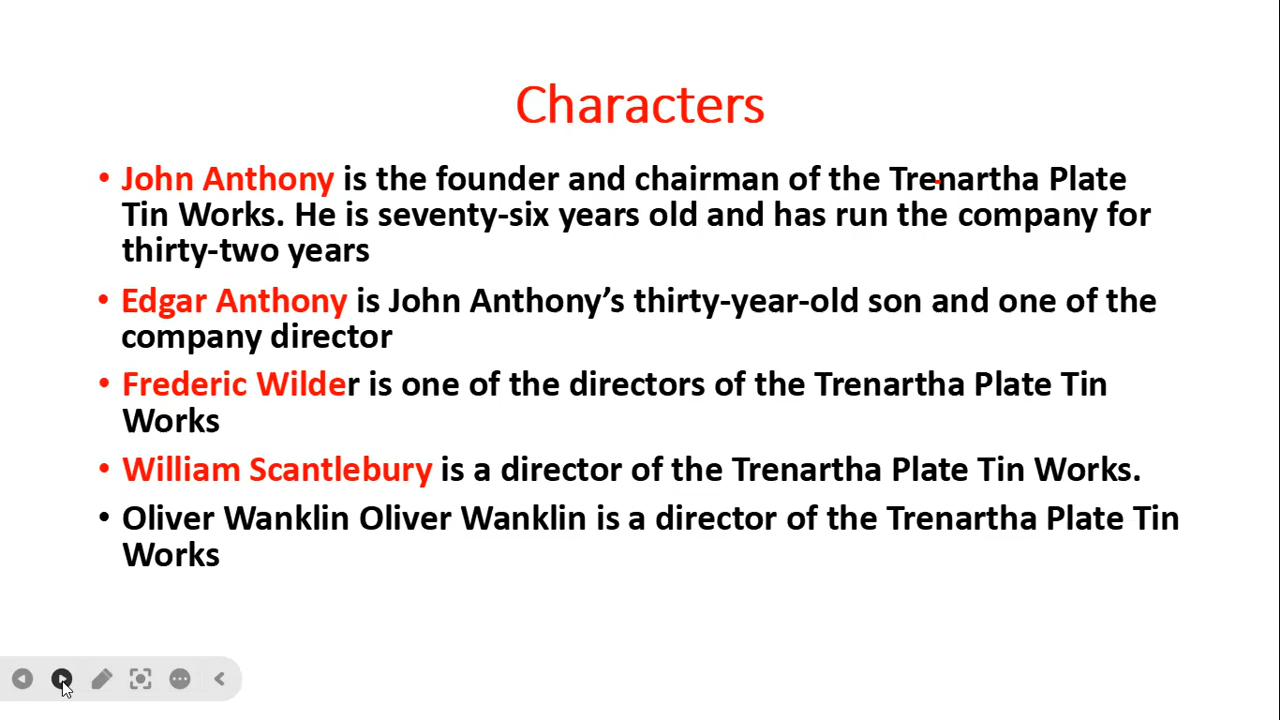 Characters
• John Anthony is the founder and chairman of the Trenartha Plate
Tin Works. He is seventy-six years old and has run the company for
thirty-two years
• Edgar Anthony is John Anthony’s thirty-year-old son and one of the
company director
• Frederic Wilder is one of the directors of the Trenartha Plate Tin
Works
• William Scantlebury is a director of the Trenartha Plate Tin Works.
• Oliver Wanklin Oliver Wanklin is a director of the Trenartha Plate Tin
Works